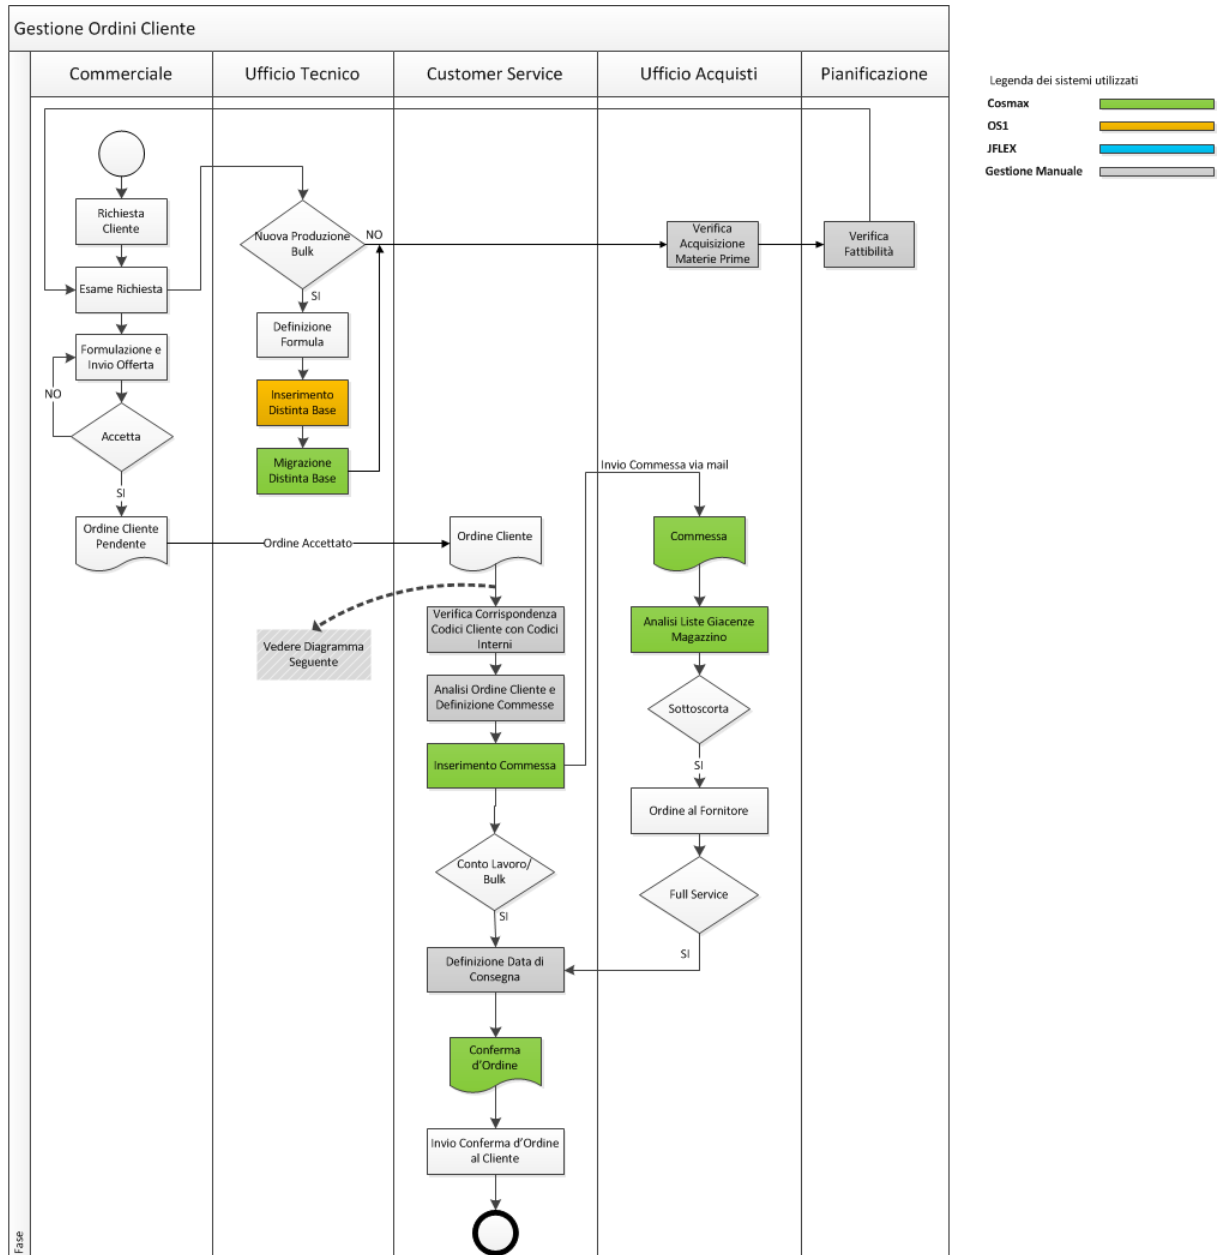 Gestione Ordini Cliente
Commerciale
Ufficio Tecnico
Customer Service
Ufficio Acquisti
Pianificazione
Legenda dei sistemi utilizzati
Cosmax
OS1
JFLEX
Gestione Manuale
Richiesta
Cliente
Esame Richiesta
Formulazione e
Invio Offerta
NO
Accetta
SI
Ordine Cliente
Pendente
Ordine Accettato
Nuova Produzione
Bulk
NO
SI
Definizione
Formula
Inserimento
Distinta Base
Migrazione
Distinta Base
Vedere Diagramma
Seguente
Ordine Cliente
Verifica Corrispondenza
Codici Cliente con Codici
Interni
Analisi Ordine Cliente e
Definizione Commesse
Inserimento Commessa
Conto Lavoro/
Bulk
SI
Definizione Data di
Consegna
Conferma
d'Ordine
Invio Conferma d'Ordine
al Cliente
Verifica
Acquisizione
Materie Prime
Verifica
Fattibilità
Invio Commessa via mail
Commessa
Analisi Liste Giacenze
Magazzino
Sottoscorta
SI
Ordine al Fornitore
Full Service
SI
Fase